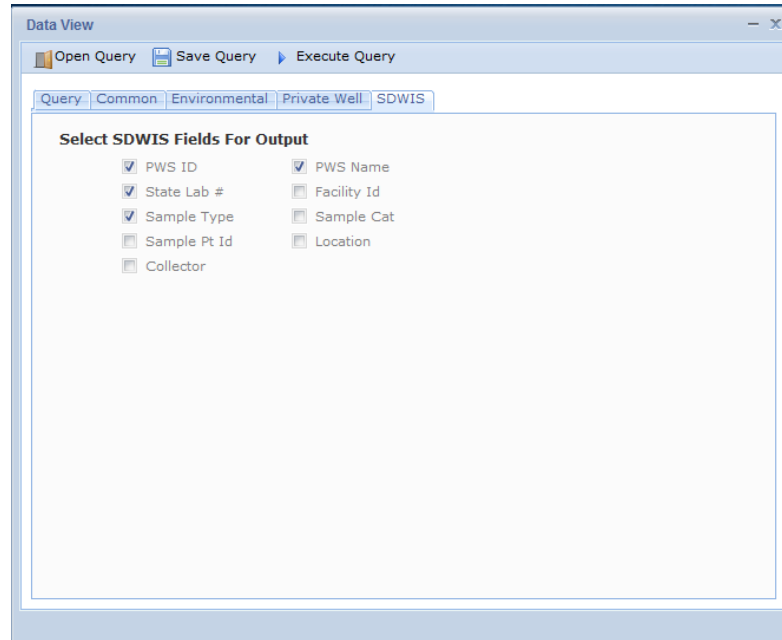 Data View
Open Query Save Query Execute Query
Query Common Environmental Private Well SDWIS
Select SDWIS Fields For Output
PWS ID PWS Name
State Lab # Facility Id
Sample Type Sample Cat
Sample Pt Id Location
Collector